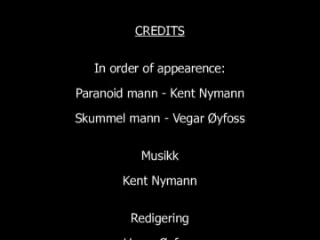 CREDITS
In order of appearence:
Paranoid mann - Kent Nymann
Skummel mann - Vegar Øyfoss
Musikk
Kent Nymann
Redigering